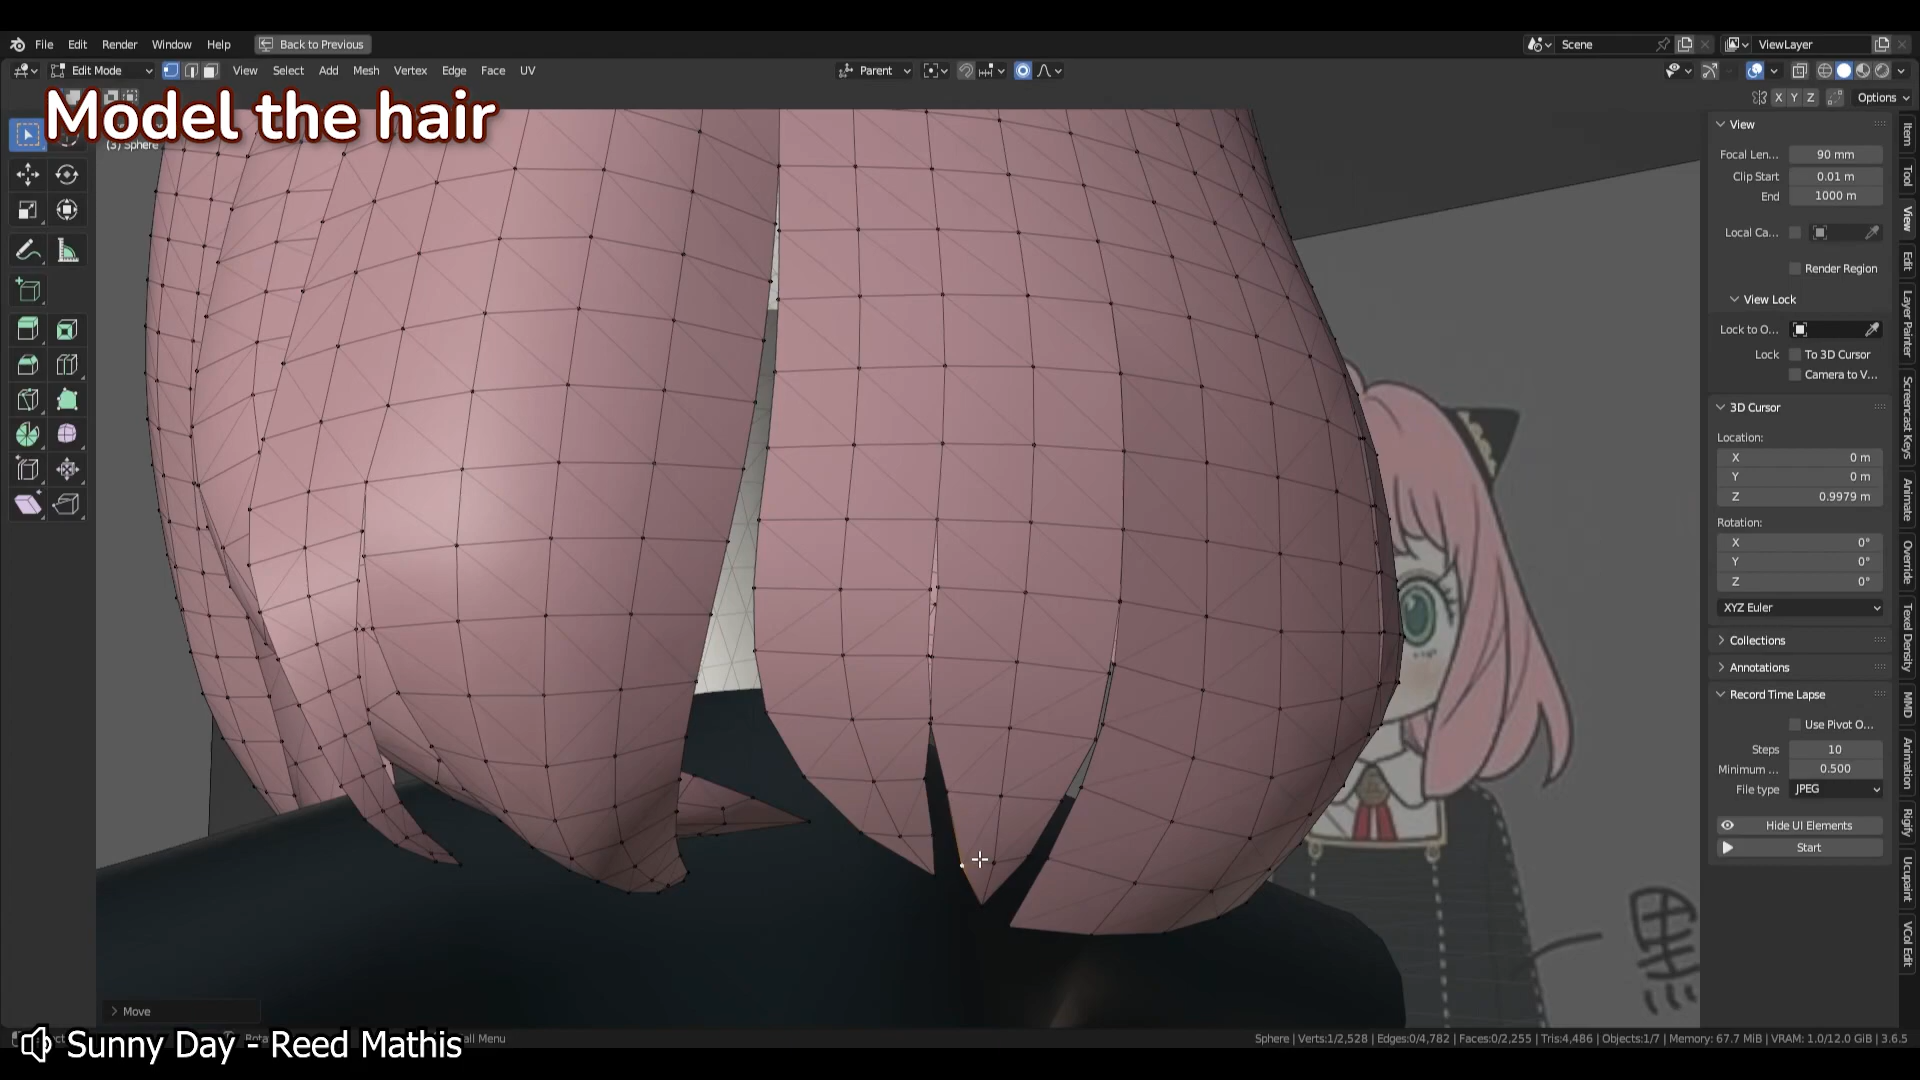 File Edit Render Window Help Back to Previous Scene ViewLayer
Edit Mode View Select Add Mesh Vertex Edge Face UV Parent
X Y Z Options
Model the hair
(3) Sphere
View
Focal Len... 90 mm
Clip Start 0.01 m
End 1000 m
Local Ca...
Render Region
View Lock
Lock to O...
Lock To 3D Cursor
Camera to V...
3D Cursor
Location:
X 0 m
Y 0 m
Z 0.9979 m
Rotation:
X 0°
Y 0°
Z 0°
XYZ Euler
Collections
Annotations
Record Time Lapse
Use Pivot O...
Steps 10
Minimum ... 0.500
File type JPEG
Hide UI Elements
Start
Item
Tool
View
Edit
Layer Painter
Screencast Keys
Animate
Override
Texel Density
MMD
Animation
Rigify
Ucupaint
VCol Edit
Move
Sunny Day - Reed Mathis
all Menu
Sphere | Verts:1/2,528 | Edges:0/4,782 | Faces:0/2,255 | Tris:4,486 | Objects:1/7 | Memory: 67.7 MiB | VRAM: 1.0/12.0 GiB | 3.6.5